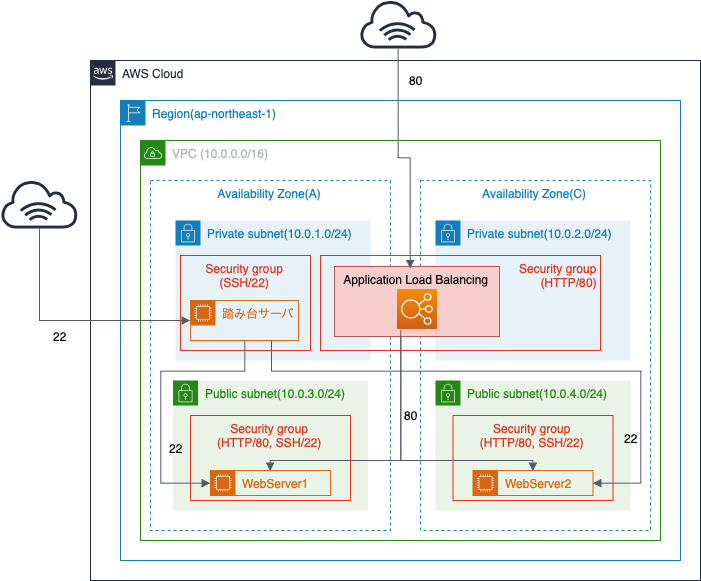 80
aws
AWS Cloud
Region(ap-northeast-1)
VPC (10.0.0.0/16)
Availability Zone(A)
Availability Zone(C)
Private subnet(10.0.1.0/24)
Private subnet(10.0.2.0/24)
Security group
(SSH/22)
Application Load Balancing
Security group
(HTTP/80)
踏み台サーバ
22
Public subnet(10.0.3.0/24)
Public subnet(10.0.4.0/24)
80
Security group
(HTTP/80, SSH/22)
Security group
(HTTP/80, SSH/22)
22
22
WebServer1
WebServer2